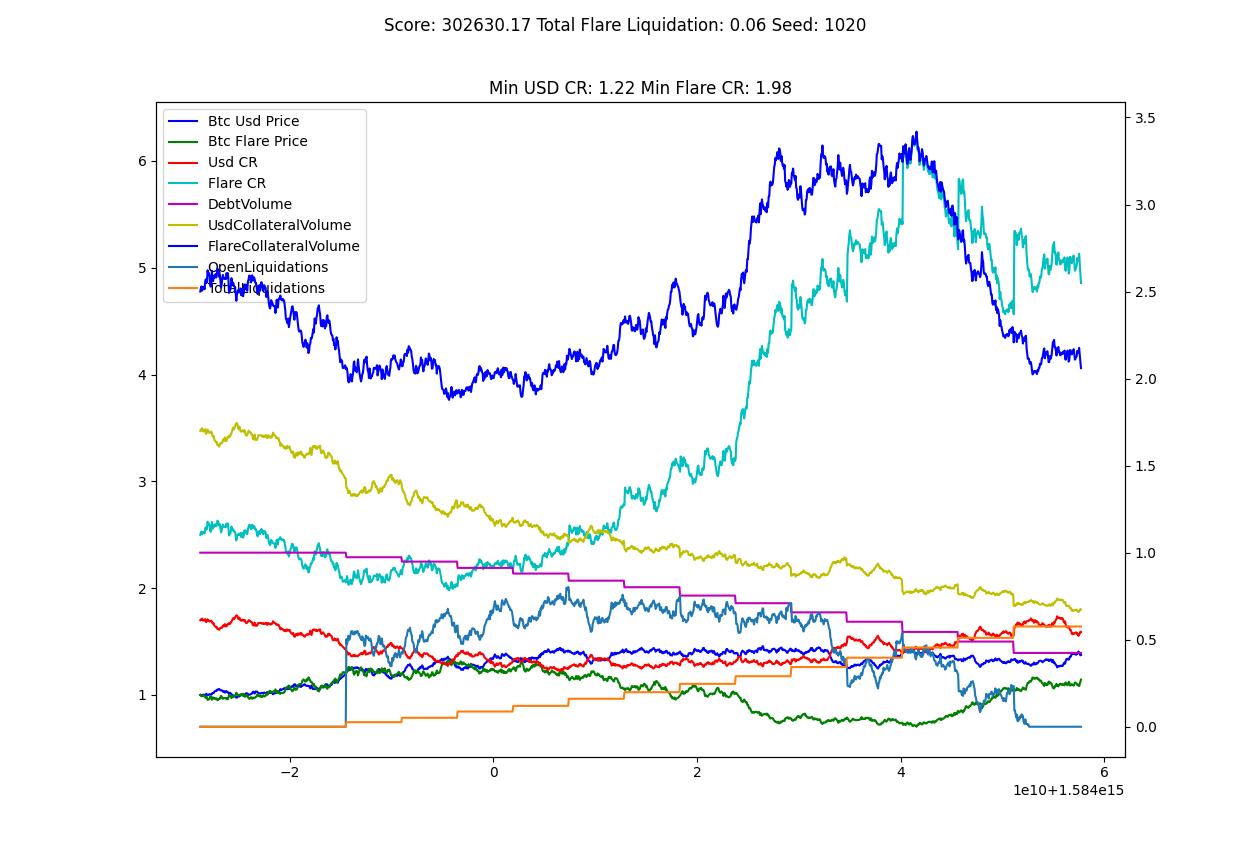 Score: 302630.17 Total Flare Liquidation: 0.06 Seed: 1020
Min USD CR: 1.22 Min Flare CR: 1.98
Btc Usd Price
Btc Flare Price
Usd CR
Flare CR
DebtVolume
UsdCollateralVolume
FlareCollateralVolume
OpenLiquidations
TotalLiquidations
6
5
4
3
2
1
3.5
3.0
2.5
2.0
1.5
1.0
0.5
0.0
−2
0
2
4
6
1e10+1.584e15